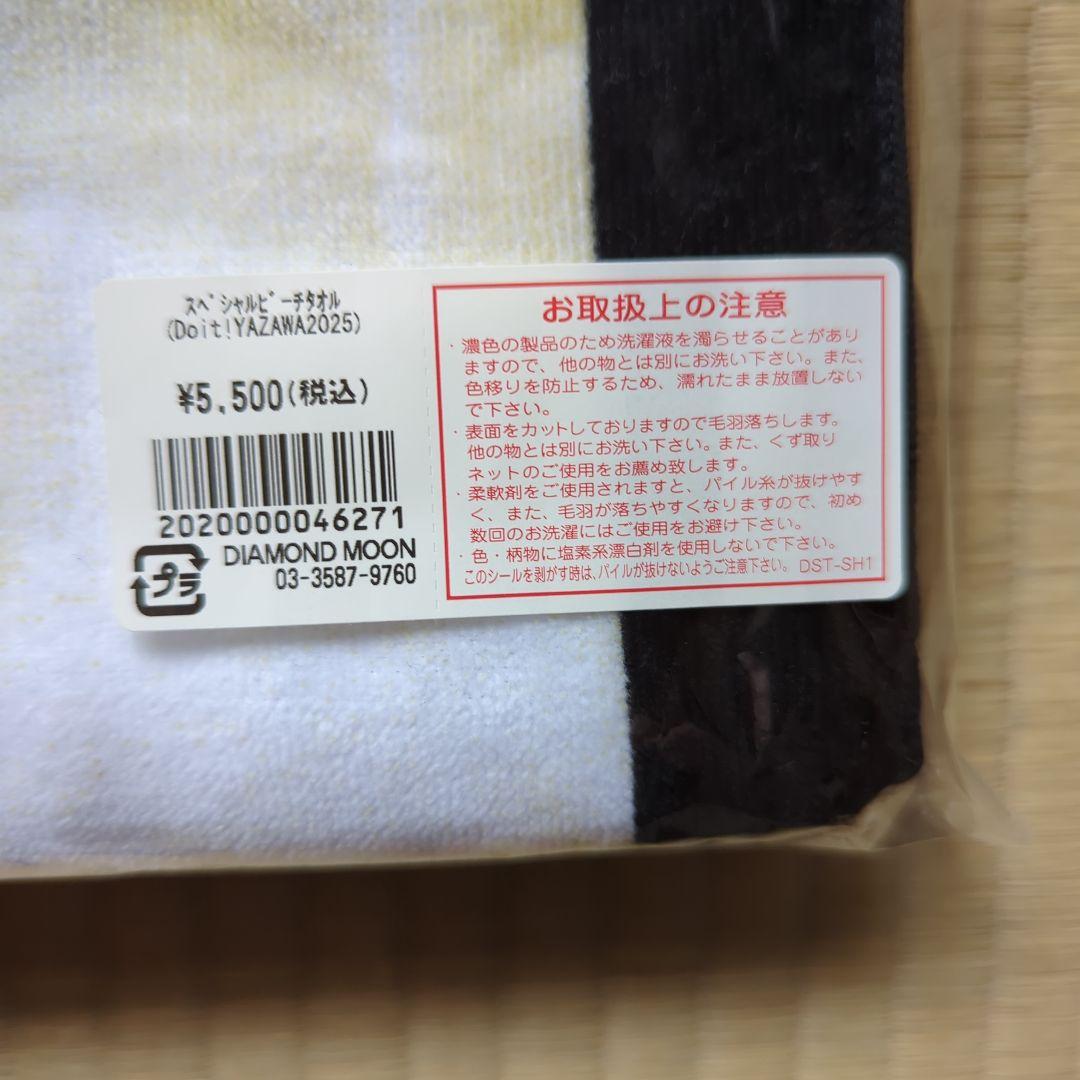 スペシャルビーチタオル
(Doit!YAZAWA2025)
¥5,500(税込)
2020000046271
DIAMOND MOON
03-3587-9760
プラ
お取扱上の注意
・濃色の製品のため洗濯液を濁らせることがあり
ますので、他の物とは別にお洗い下さい。また、
色移りを防止するため、濡れたまま放置しない
で下さい。
・表面をカットしておりますので毛羽落ちします。
他の物とは別にお洗い下さい。また、くず取り
ネットのご使用をお薦め致します。
・柔軟剤をご使用されますと、パイル糸が抜けやす
く、また、毛羽が落ちやすくなりますので、初め
数回のお洗濯にはご使用をお避け下さい。
・色・柄物に塩素系漂白剤を使用しないで下さい。
このシールを剥がす時は、パイルが抜けないようご注意下さい。 DST-SH1